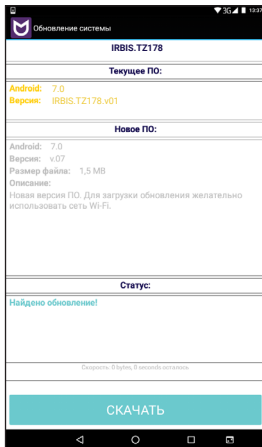 3G 13:37
Обновление системы
IRBIS.TZ178
Текущее ПО:
Android: 7.0
Версия: IRBIS.TZ178.v01
Новое ПО:
Android: 7.0
Версия: v.07
Размер файла: 1,5 MB
Описание:
Новая версия ПО. Для загрузки обновления желательно
использовать сеть Wi-Fi.
Статус:
Найдено обновление!
Скорость: 0 bytes, 0 seconds осталось
СКАЧАТЬ